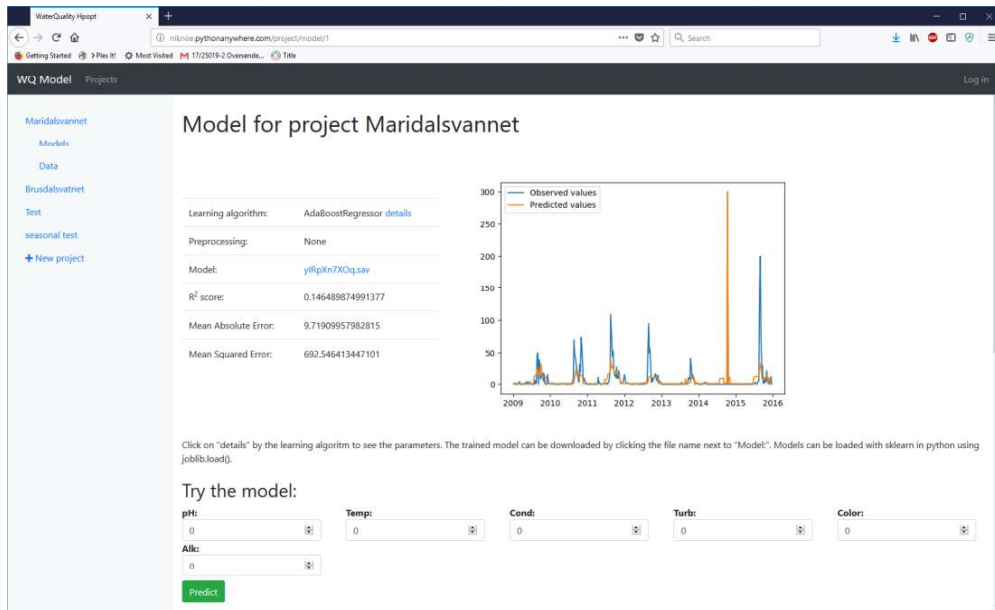 WaterQuality Hpopt
niknoe.pythonanywhere.com/project/model/1
Search
Getting Started
Plex It!
Most Visited
17/25019-2 Oversende...
Title
WQ Model
Projects
Log in
Maridalsvannet
Models
Data
Brusdalsvatnet
Test
seasonal test
New project
Model for project Maridalsvannet
Learning algorithm: AdaBoostRegressor details
Preprocessing: None
Model: yIRpXn7XOq.sav
R² score: 0.146489874991377
Mean Absolute Error: 9.71909957982815
Mean Squared Error: 692.546413447101
Observed values
Predicted values
300
250
200
150
100
50
0
2009 2010 2011 2012 2013 2014 2015 2016
Click on "details" by the learning algoritm to see the parameters. The trained model can be downloaded by clicking the file name next to "Model:". Models can be loaded with sklearn in python using
joblib.load().
Try the model:
pH: Temp: Cond: Turb: Color:
0 0 0 0 0
Alk:
0
Predict